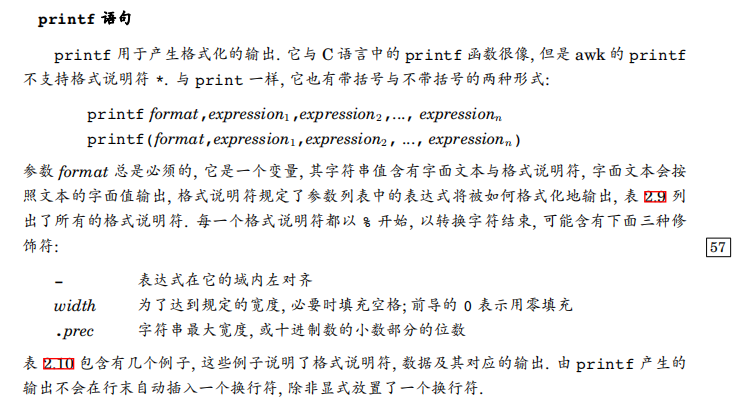 printf 语句
printf 用于产生格式化的输出. 它与 C 语言中的 printf 函数很像, 但是 awk 的 printf
不支持格式说明符 *. 与 print 一样, 它也有带括号与不带括号的两种形式:
printf format,expression₁,expression₂,..., expressionₙ
printf(format,expression₁,expression₂, ..., expressionₙ)
参数 format 总是必须的, 它是一个变量, 其字符串值含有字面文本与格式说明符, 字面文本会按
照文本的字面值输出, 格式说明符规定了参数列表中的表达式将被如何格式化地输出, 表 2.9 列
出了所有的格式说明符. 每一个格式说明符都以 % 开始, 以转换字符结束, 可能含有下面三种修
饰符:
57
- 表达式在它的域内左对齐
width 为了达到规定的宽度, 必要时填充空格; 前导的 0 表示用零填充
.prec 字符串最大宽度, 或十进制数的小数部分的位数
表 2.10 包含有几个例子, 这些例子说明了格式说明符, 数据及其对应的输出. 由 printf 产生的
输出不会在行末自动插入一个换行符, 除非显式放置了一个换行符.